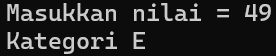 Masukkan nilai = 49
Kategori E